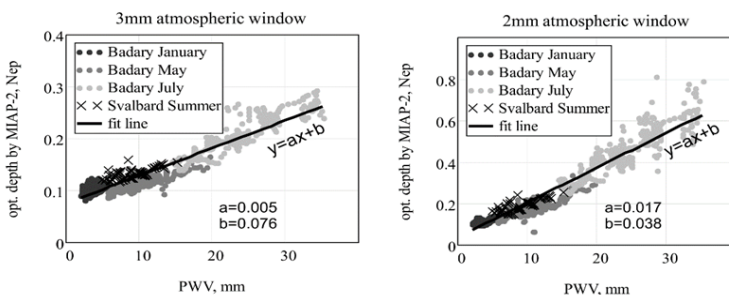 3mm atmospheric window
opt. depth by MIAP-2, Nep
0.4
0.3
0.2
0.1
0
Badary January
Badary May
Badary July
Svalbard Summer
fit line
y=ax+b
a=0.005
b=0.076
0 10 20 30
PWV, mm
2mm atmospheric window
opt. depth by MIAP-2, Nep
0.8
0.6
0.4
0.2
0
Badary January
Badary May
Badary July
Svalbard Summer
fit line
y=ax+b
a=0.017
b=0.038
0 10 20 30
PWV, mm